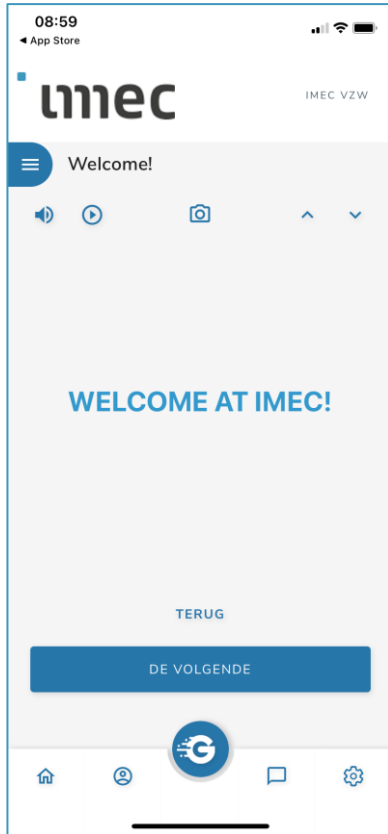 08:59
◀ App Store
imec
IMEC VZW
Welcome!
WELCOME AT IMEC!
TERUG
DE VOLGENDE
G